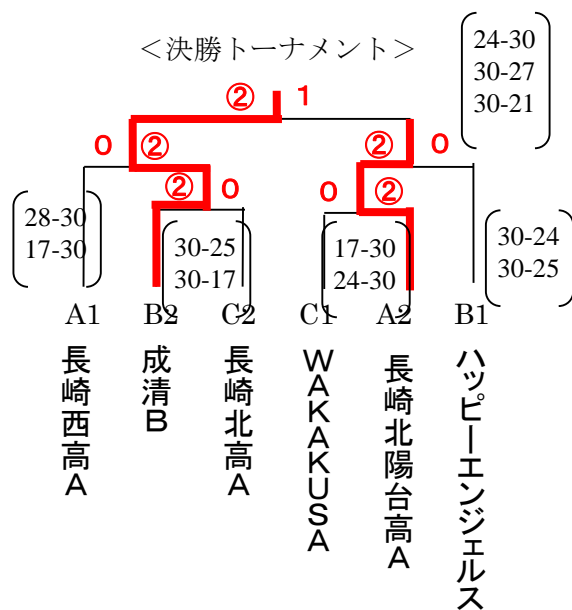 ＜決勝トーナメント＞
24-30
30-27
30-21
② 1
0 ② ② 0
② 0 0 ②
28-30
17-30
30-25
30-17
17-30
24-30
30-24
30-25
A1 B2 C2 C1 A2 B1
長崎西高A
成清B
長崎北高A
WAKAKUSA
長崎北陽台高A
ハッピーエンジェルス